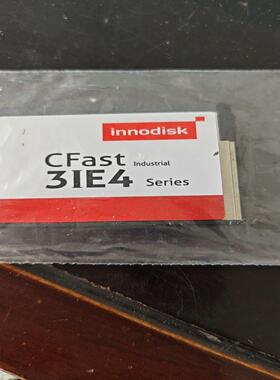 innodisk
CFast Industrial
3IE4 Series